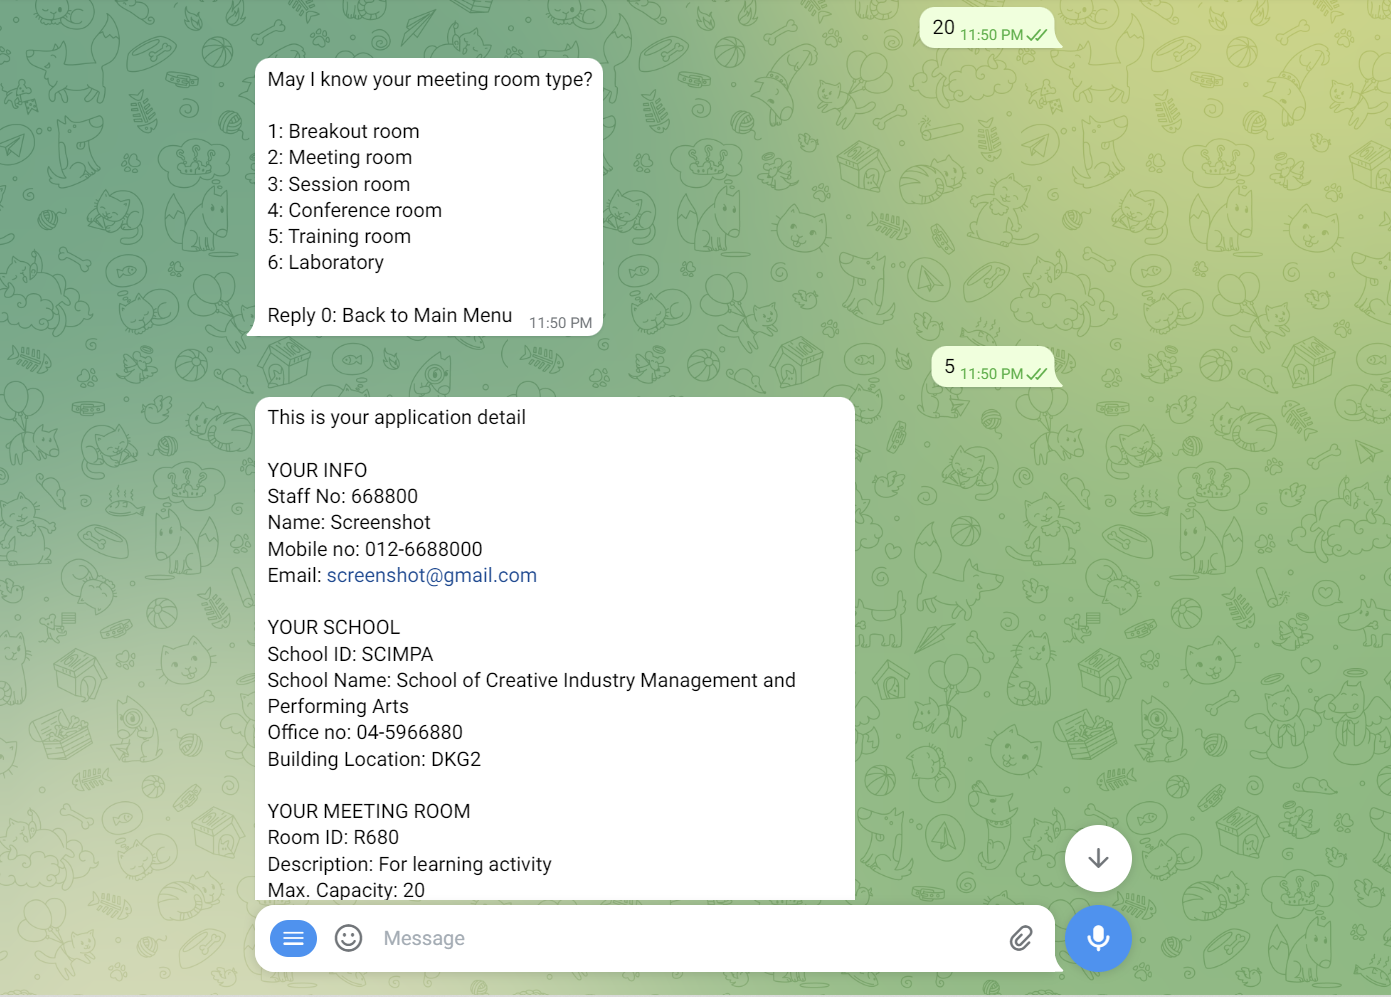 20 11:50 PM
May I know your meeting room type?
1: Breakout room
2: Meeting room
3: Session room
4: Conference room
5: Training room
6: Laboratory
Reply 0: Back to Main Menu 11:50 PM
5 11:50 PM
This is your application detail
YOUR INFO
Staff No: 668800
Name: Screenshot
Mobile no: 012-6688000
Email: screenshot@gmail.com
YOUR SCHOOL
School ID: SCIMPA
School Name: School of Creative Industry Management and
Performing Arts
Office no: 04-5966880
Building Location: DKG2
YOUR MEETING ROOM
Room ID: R680
Description: For learning activity
Max. Capacity: 20
Message